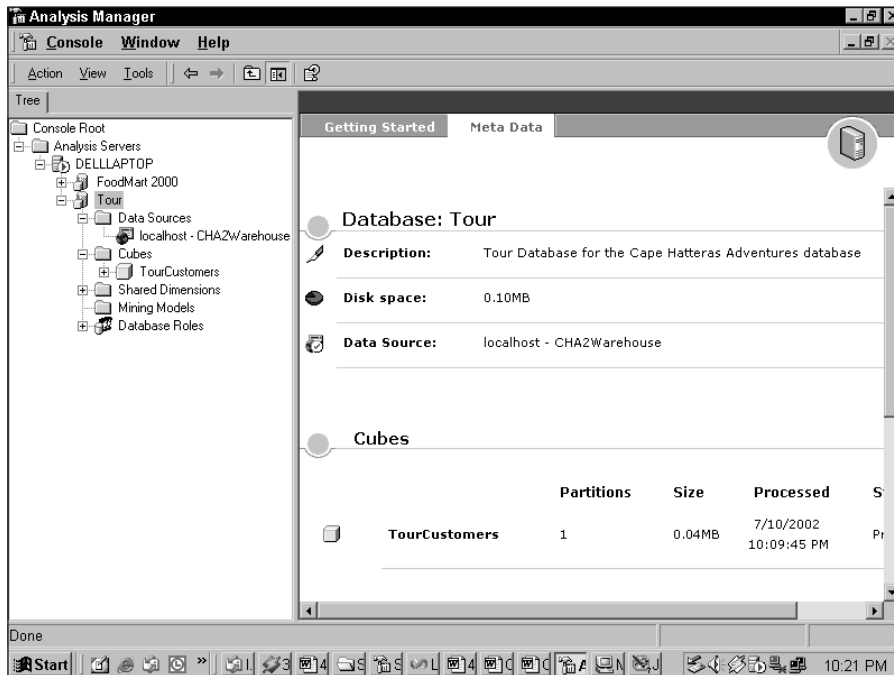 Analysis Manager
Console Window Help
Action View Tools
Tree
Console Root
Analysis Servers
DELLLAPTOP
FoodMart 2000
Tour
Data Sources
localhost - CHA2Warehouse
Cubes
TourCustomers
Shared Dimensions
Mining Models
Database Roles
Getting Started Meta Data
Database: Tour
Description: Tour Database for the Cape Hatteras Adventures database
Disk space: 0.10MB
Data Source: localhost - CHA2Warehouse
Cubes
Partitions Size Processed S
TourCustomers 1 0.04MB 7/10/2002 10:09:45 PM Pr
Done
Start 10:21 PM